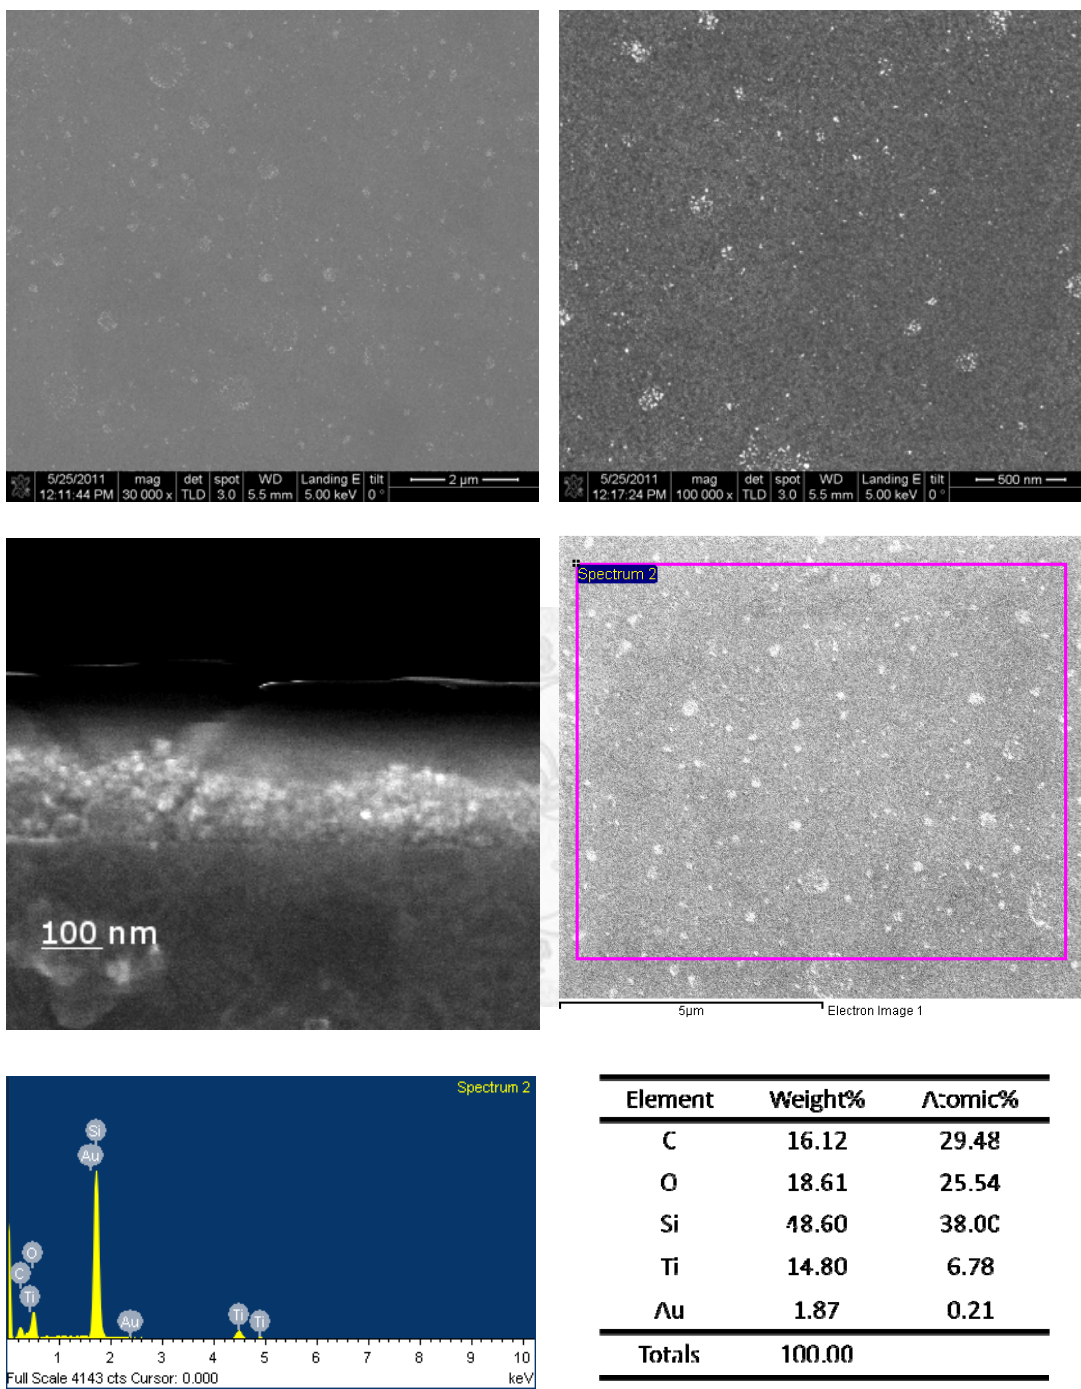 5/25/2011 mag det spot WD Landing E tilt
12:11:44 PM 30 000 x TLD 3.0 5.5 mm 5.00 keV 0 ° 2 µm
5/25/2011 mag det spot WD Landing E tilt
12:17:24 PM 100 000 x TLD 3.0 5.5 mm 5.00 keV 0 ° 500 nm
100 nm
Spectrum 2
5µm Electron Image 1
Spectrum 2
Si
Au
O
C
Ti
Au
Ti
Ti
1 2 3 4 5 6 7 8 9 10
Full Scale 4143 cts Cursor: 0.000 keV
Element Weight% Atomic%
C 16.12 29.48
O 18.61 25.54
Si 48.60 38.00
Ti 14.80 6.78
Au 1.87 0.21
Totals 100.00